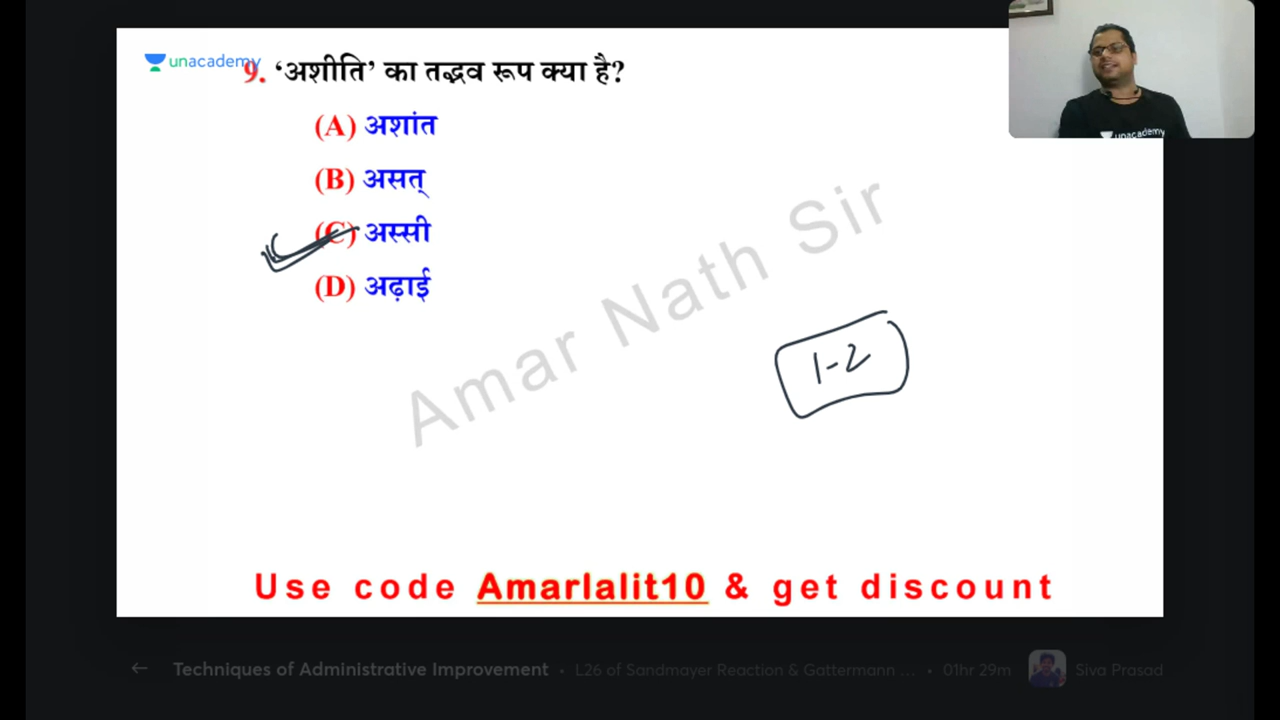 unacademy
9. ‘अशीति’ का तद्भव रूप क्या है?
(A) अशांत
(B) असत्
(C) अस्सी
(D) अढ़ाई
Amar Nath Sir
1-2
unacademy
Use code Amarlalit10 & get discount
Techniques of Administrative Improvement • L26 of Sandmayer Reaction & Gattermann ... • 01hr 29m Siva Prasad